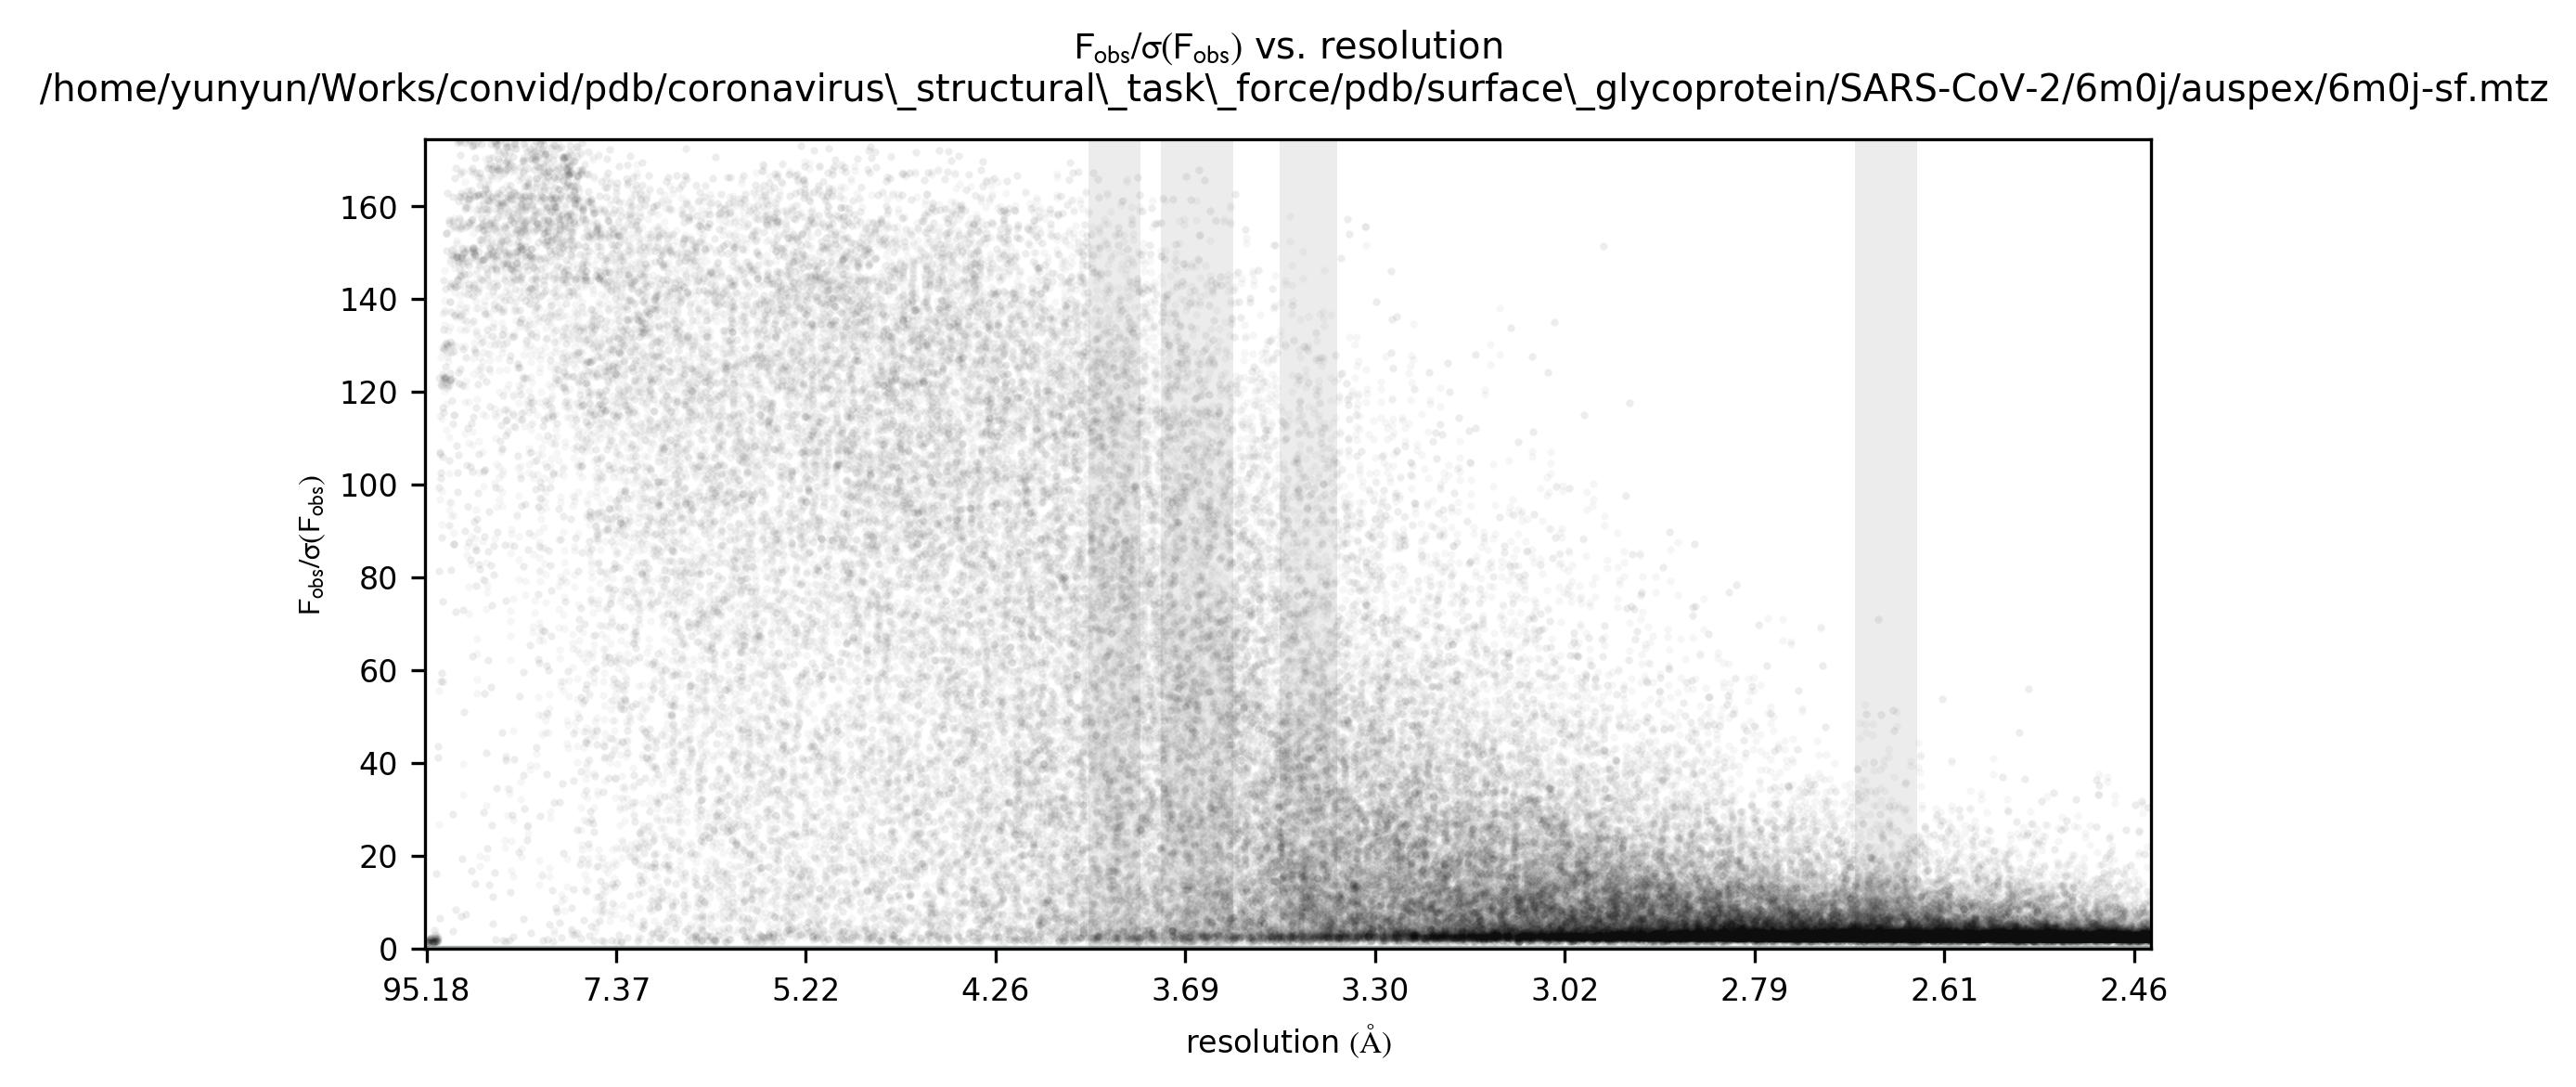 Fobs/σ(Fobs) vs. resolution
/home/yunyun/Works/convid/pdb/coronavirus\_structural\_task\_force/pdb/surface\_glycoprotein/SARS-CoV-2/6m0j/auspex/6m0j-sf.mtz
Fobs/σ(Fobs)
160
140
120
100
80
60
40
20
0
95.18 7.37 5.22 4.26 3.69 3.30 3.02 2.79 2.61 2.46
resolution (Å)